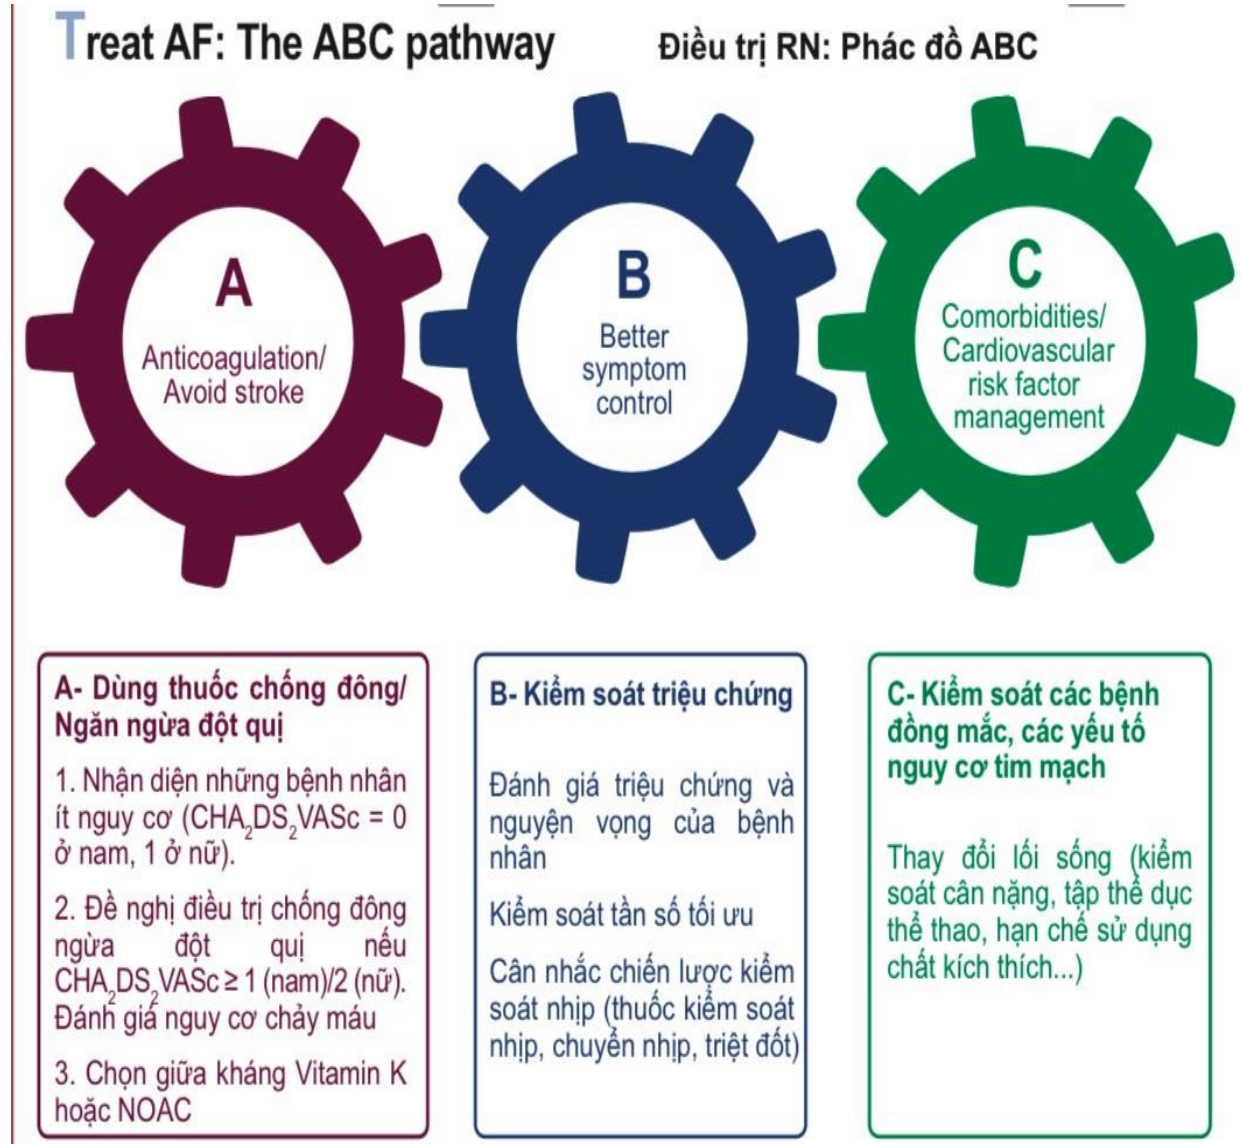 Treat AF: The ABC pathway
Điều trị RN: Phác đồ ABC
A
Anticoagulation/
Avoid stroke
B
Better
symptom
control
C
Comorbidities/
Cardiovascular
risk factor
management
A- Dùng thuốc chống đông/
Ngăn ngừa đột quị
1. Nhận diện những bệnh nhân
ít nguy cơ (CHA₂DS₂VASc = 0
ở nam, 1 ở nữ).
2. Đề nghị điều trị chống đông
ngừa đột quị nếu
CHA₂DS₂VASc ≥ 1 (nam)/2 (nữ).
Đánh giá nguy cơ chảy máu
3. Chọn giữa kháng Vitamin K
hoặc NOAC
B- Kiểm soát triệu chứng
Đánh giá triệu chứng và
nguyện vọng của bệnh
nhân
Kiểm soát tần số tối ưu
Cân nhắc chiến lược kiểm
soát nhịp (thuốc kiểm soát
nhịp, chuyển nhịp, triệt đốt)
C- Kiểm soát các bệnh
đồng mắc, các yếu tố
nguy cơ tim mạch
Thay đổi lối sống (kiểm
soát cân nặng, tập thể dục
thể thao, hạn chế sử dụng
chất kích thích...)